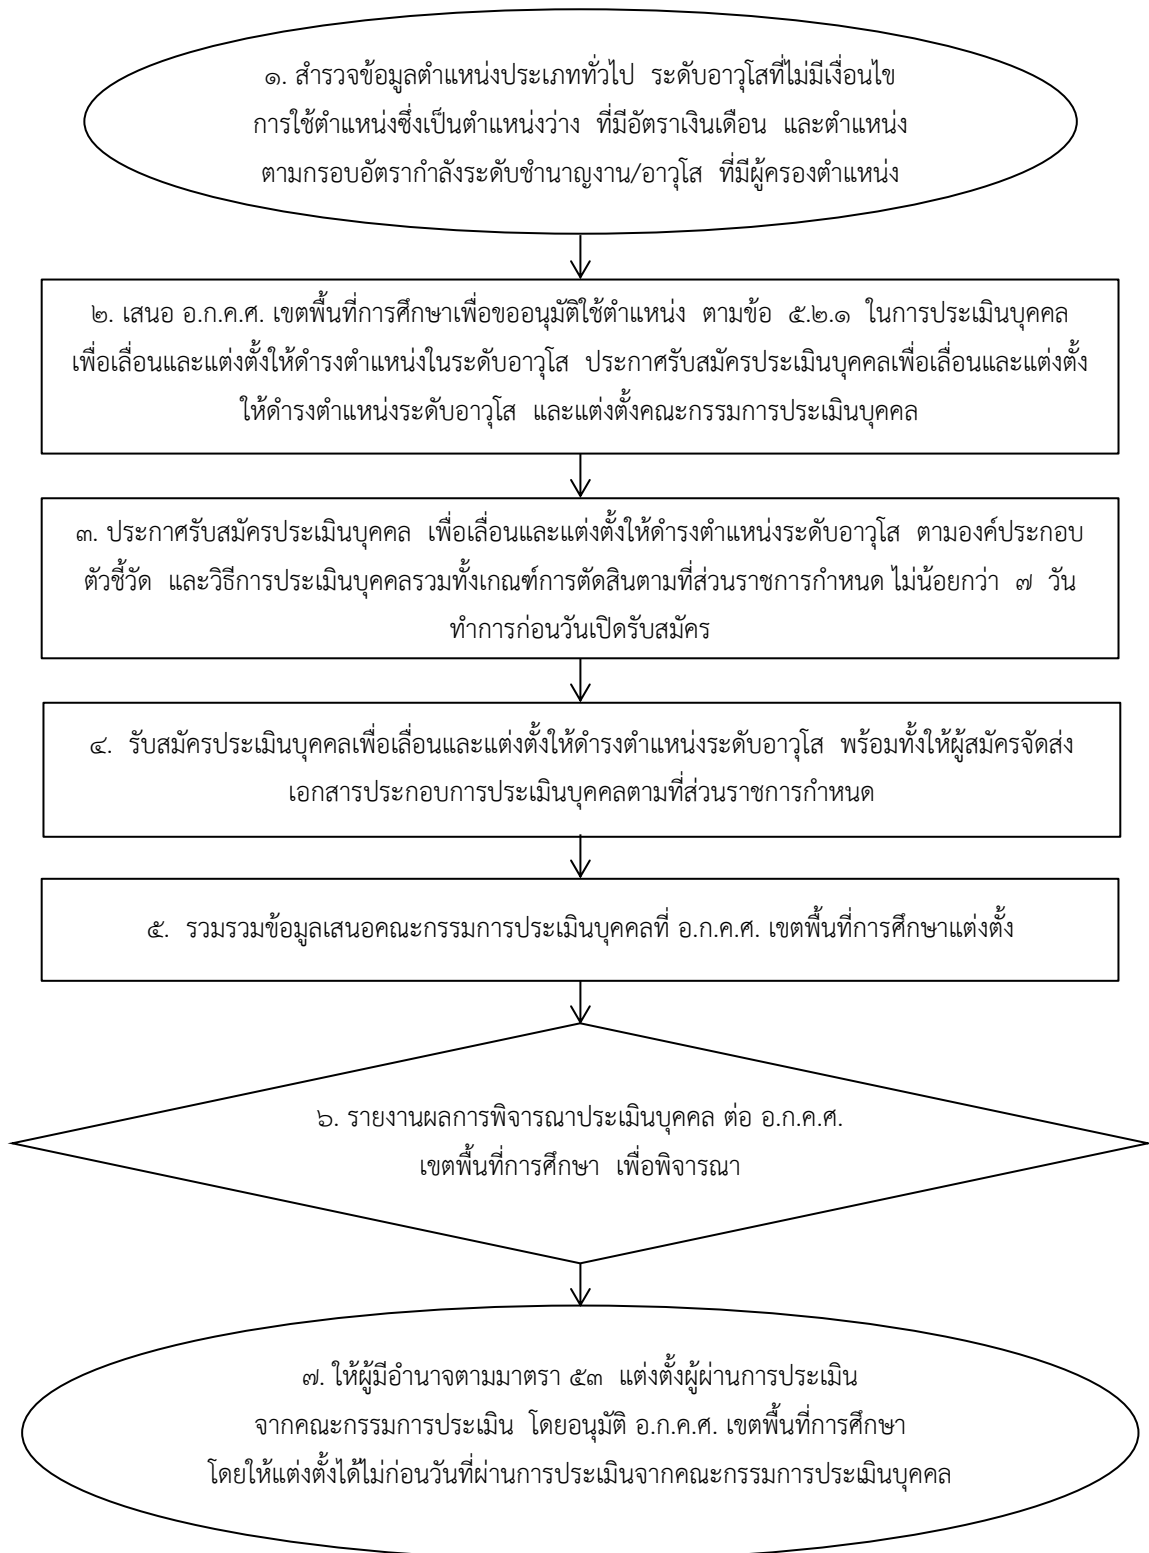 ๑. สำรวจข้อมูลตำแหน่งประเภททั่วไป ระดับอาวุโสที่ไม่มีเงื่อนไข
การใช้ตำแหน่งซึ่งเป็นตำแหน่งว่าง ที่มีอัตราเงินเดือน และตำแหน่ง
ตามกรอบอัตรากำลังระดับชำนาญงาน/อาวุโส ที่มีผู้ครองตำแหน่ง
๒. เสนอ อ.ก.ค.ศ. เขตพื้นที่การศึกษาเพื่อขออนุมัติใช้ตำแหน่ง ตามข้อ ๕.๒.๑ ในการประเมินบุคคล
เพื่อเลื่อนและแต่งตั้งให้ดำรงตำแหน่งในระดับอาวุโส ประกาศรับสมัครประเมินบุคคลเพื่อเลื่อนและแต่งตั้ง
ให้ดำรงตำแหน่งระดับอาวุโส และแต่งตั้งคณะกรรมการประเมินบุคคล
๓. ประกาศรับสมัครประเมินบุคคล เพื่อเลื่อนและแต่งตั้งให้ดำรงตำแหน่งระดับอาวุโส ตามองค์ประกอบ
ตัวชี้วัด และวิธีการประเมินบุคคลรวมทั้งเกณฑ์การตัดสินตามที่ส่วนราชการกำหนด ไม่น้อยกว่า ๗ วัน
ทำการก่อนวันเปิดรับสมัคร
๔. รับสมัครประเมินบุคคลเพื่อเลื่อนและแต่งตั้งให้ดำรงตำแหน่งระดับอาวุโส พร้อมทั้งให้ผู้สมัครจัดส่ง
เอกสารประกอบการประเมินบุคคลตามที่ส่วนราชการกำหนด
๕. รวมรวมข้อมูลเสนอคณะกรรมการประเมินบุคคลที่ อ.ก.ค.ศ. เขตพื้นที่การศึกษาแต่งตั้ง
๖. รายงานผลการพิจารณาประเมินบุคคล ต่อ อ.ก.ค.ศ.
เขตพื้นที่การศึกษา เพื่อพิจารณา
๗. ให้ผู้มีอำนาจตามมาตรา ๕๓ แต่งตั้งผู้ผ่านการประเมิน
จากคณะกรรมการประเมิน โดยอนุมัติ อ.ก.ค.ศ. เขตพื้นที่การศึกษา
โดยให้แต่งตั้งได้ไม่ก่อนวันที่ผ่านการประเมินจากคณะกรรมการประเมินบุคคล